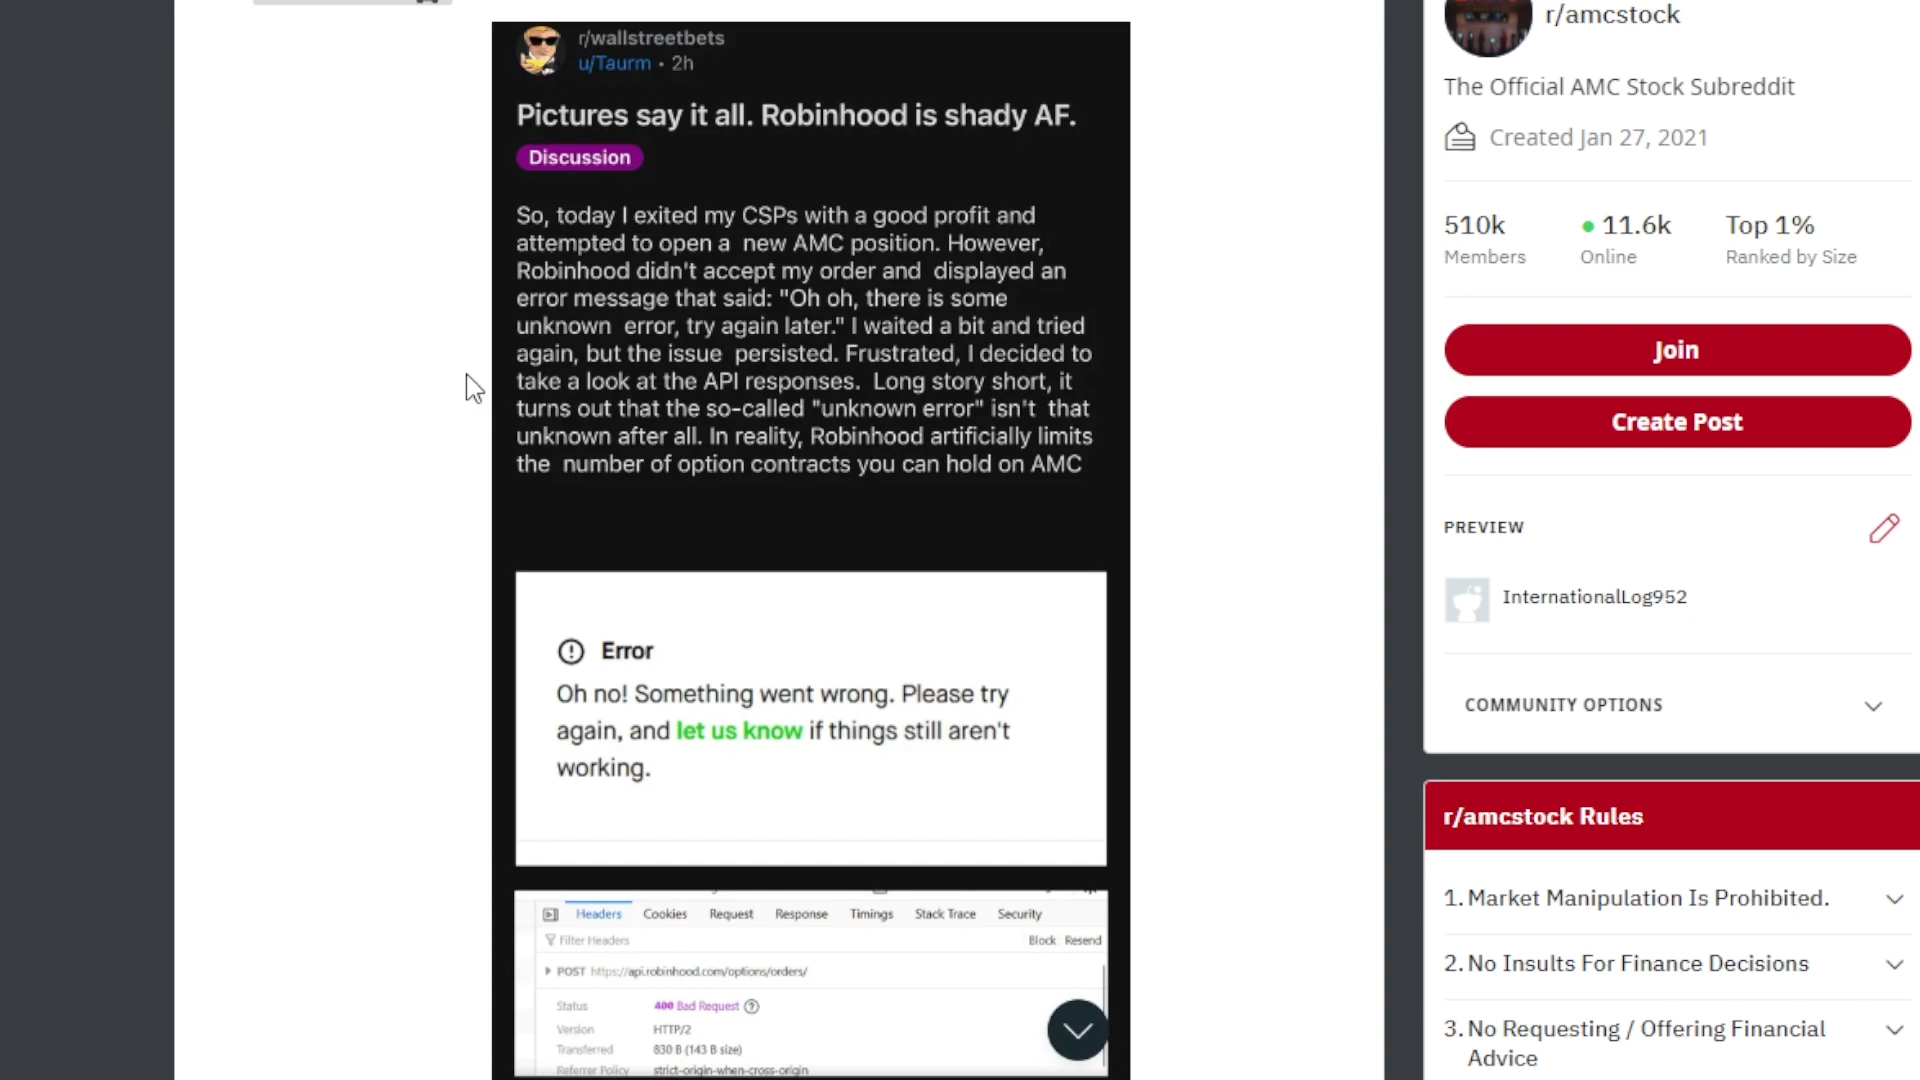 r/wallstreetbets
u/Taurm • 2h
Pictures say it all. Robinhood is shady AF.
Discussion
So, today I exited my CSPs with a good profit and
attempted to open a new AMC position. However,
Robinhood didn't accept my order and displayed an
error message that said: "Oh oh, there is some
unknown error, try again later." I waited a bit and tried
again, but the issue persisted. Frustrated, I decided to
take a look at the API responses. Long story short, it
turns out that the so-called "unknown error" isn't that
unknown after all. In reality, Robinhood artificially limits
the number of option contracts you can hold on AMC
Error
Oh no! Something went wrong. Please try
again, and let us know if things still aren't
working.
Headers Cookies Request Response Timings Stack Trace Security
Filter Headers Block Resend
POST https://api.robinhood.com/options/orders/
Status 400 Bad Request
Version HTTP/2
Transferred 830 B (143 B size)
Referrer Policy strict-origin-when-cross-origin
r/amcstock
The Official AMC Stock Subreddit
Created Jan 27, 2021
510k 11.6k Top 1%
Members Online Ranked by Size
Join
Create Post
PREVIEW
InternationalLog952
COMMUNITY OPTIONS
r/amcstock Rules
1. Market Manipulation Is Prohibited.
2. No Insults For Finance Decisions
3. No Requesting / Offering Financial
Advice